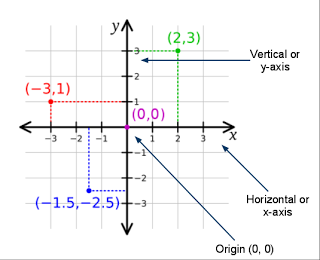 y
(2,3)
3
Vertical or
y-axis
2
(−3,1)
1
(0,0)
−3 −2 −1 1 2 3 x
−1
(−1.5,−2.5)
−3
Horizontal or
x-axis
Origin (0, 0)